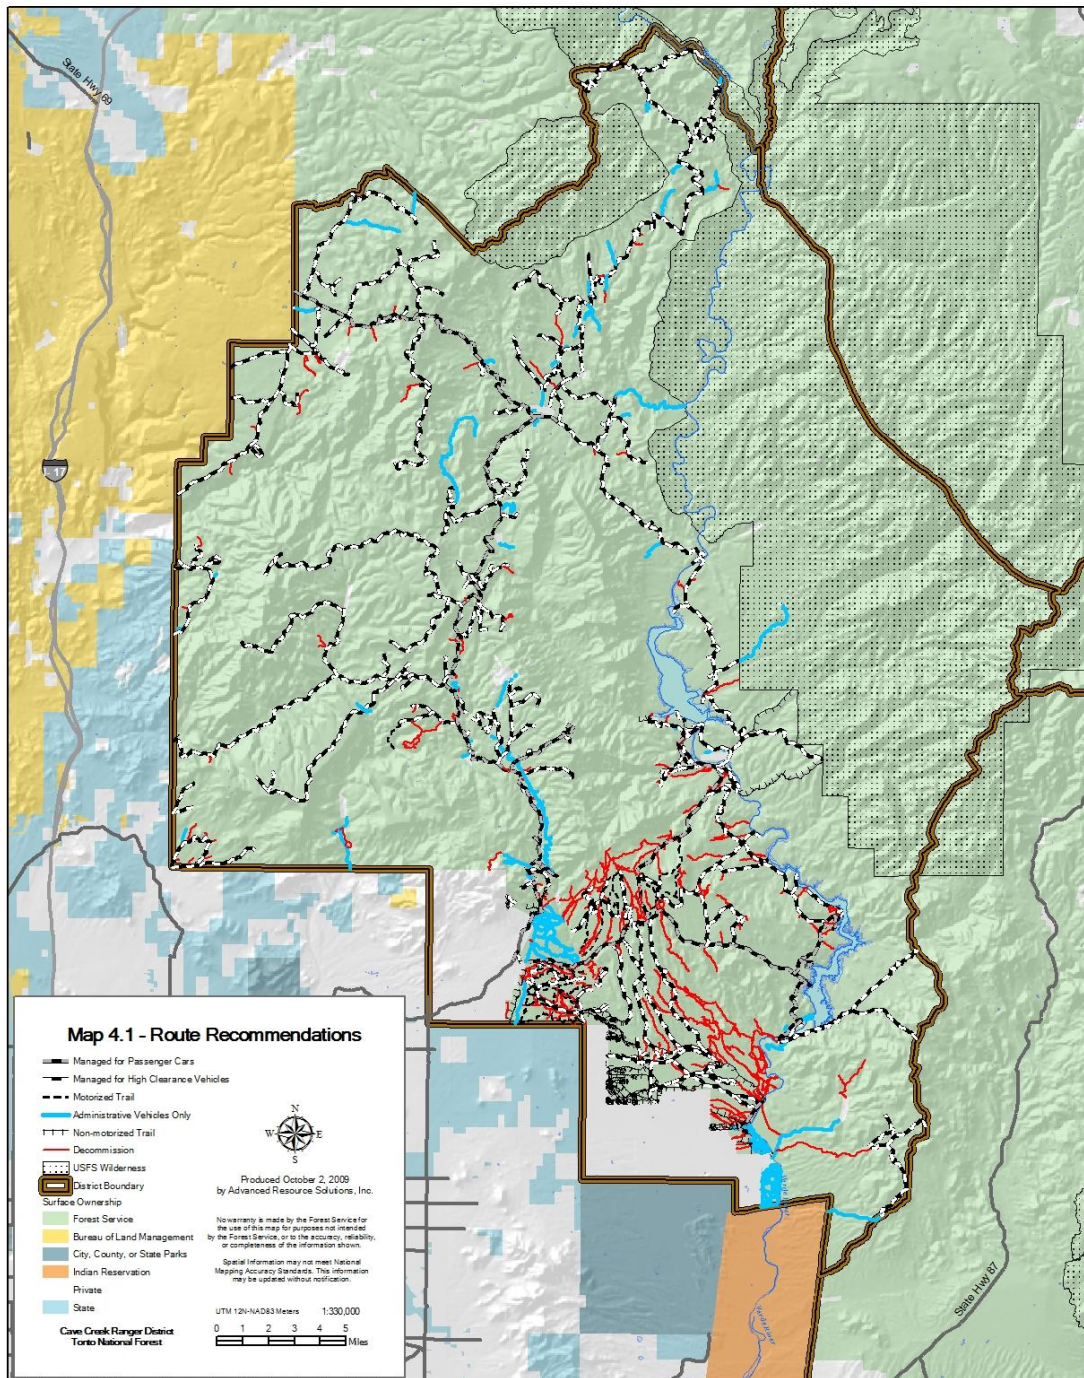 State Hwy 69
17
Map 4.1 - Route Recommendations
Managed for Passenger Cars
Managed for High Clearance Vehicles
Motorized Trail
Administrative Vehicles Only
Non-motorized Trail
Decommission
USFS Wilderness
District Boundary
Surface Ownership
Forest Service
Bureau of Land Management
City, County, or State Parks
Indian Reservation
Private
State
Cave Creek Ranger District
Tonto National Forest
N
W E
S
Produced October 2, 2009
by Advanced Resource Solutions, Inc.
No warranty is made by the Forest Service for
the use of this map for purposes not intended
by the Forest Service, or to the accuracy, reliability,
or completeness of the information shown.
Spatial Information may not meet National
Mapping Accuracy Standards. This information
may be updated without notification.
UTM 12N-NAD83 Meters 1:330,000
0 1 2 3 4 5
Miles
Verde River
State Hwy 87